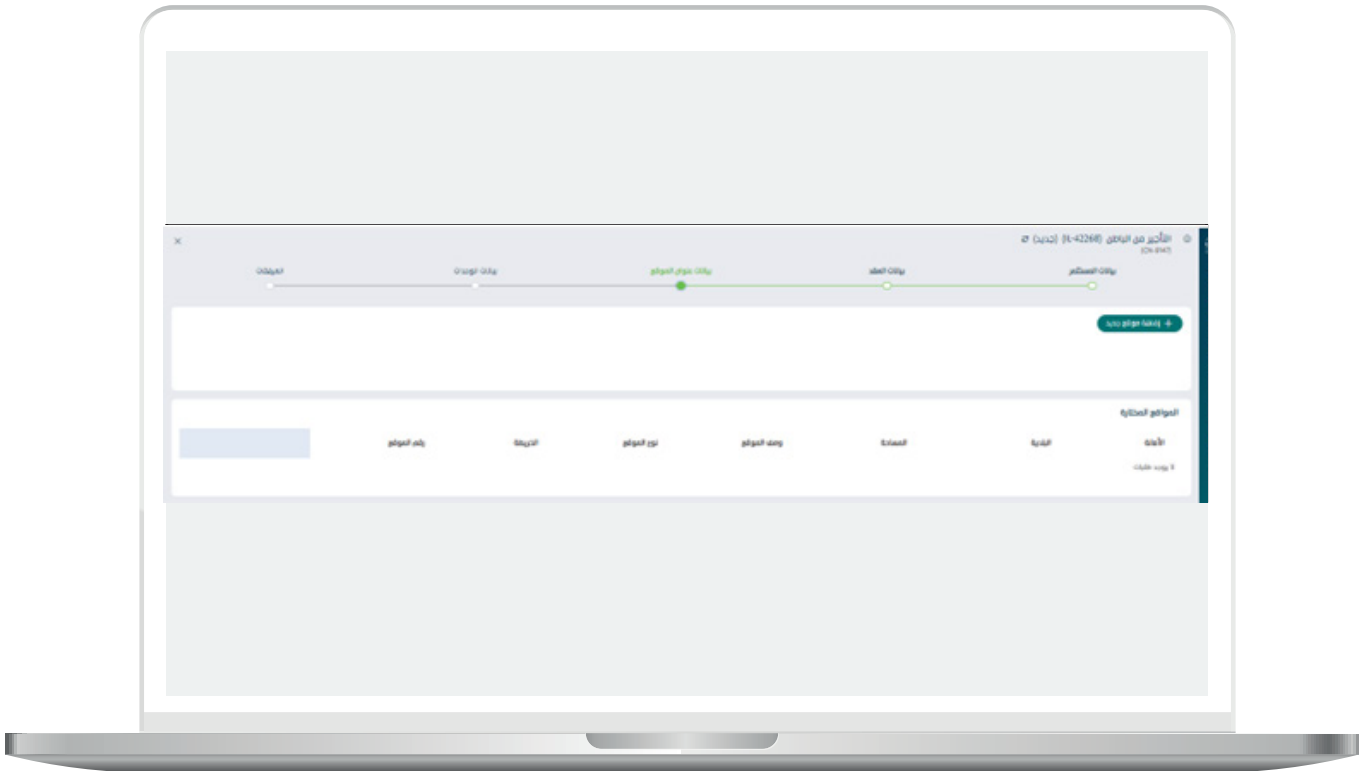 التأجير من الباطن (IL-42268) (جديد)
بيانات المستثمر
بيانات العقد
بيانات عنوان الموقع
بيانات الوحدات
المرفقات
+ إضافة موقع جديد
المواقع المختارة
الأمانة
البلدية
المساحة
وصف الموقع
نوع الموقع
الخريطة
رقم الموقع
لا يوجد طلبات